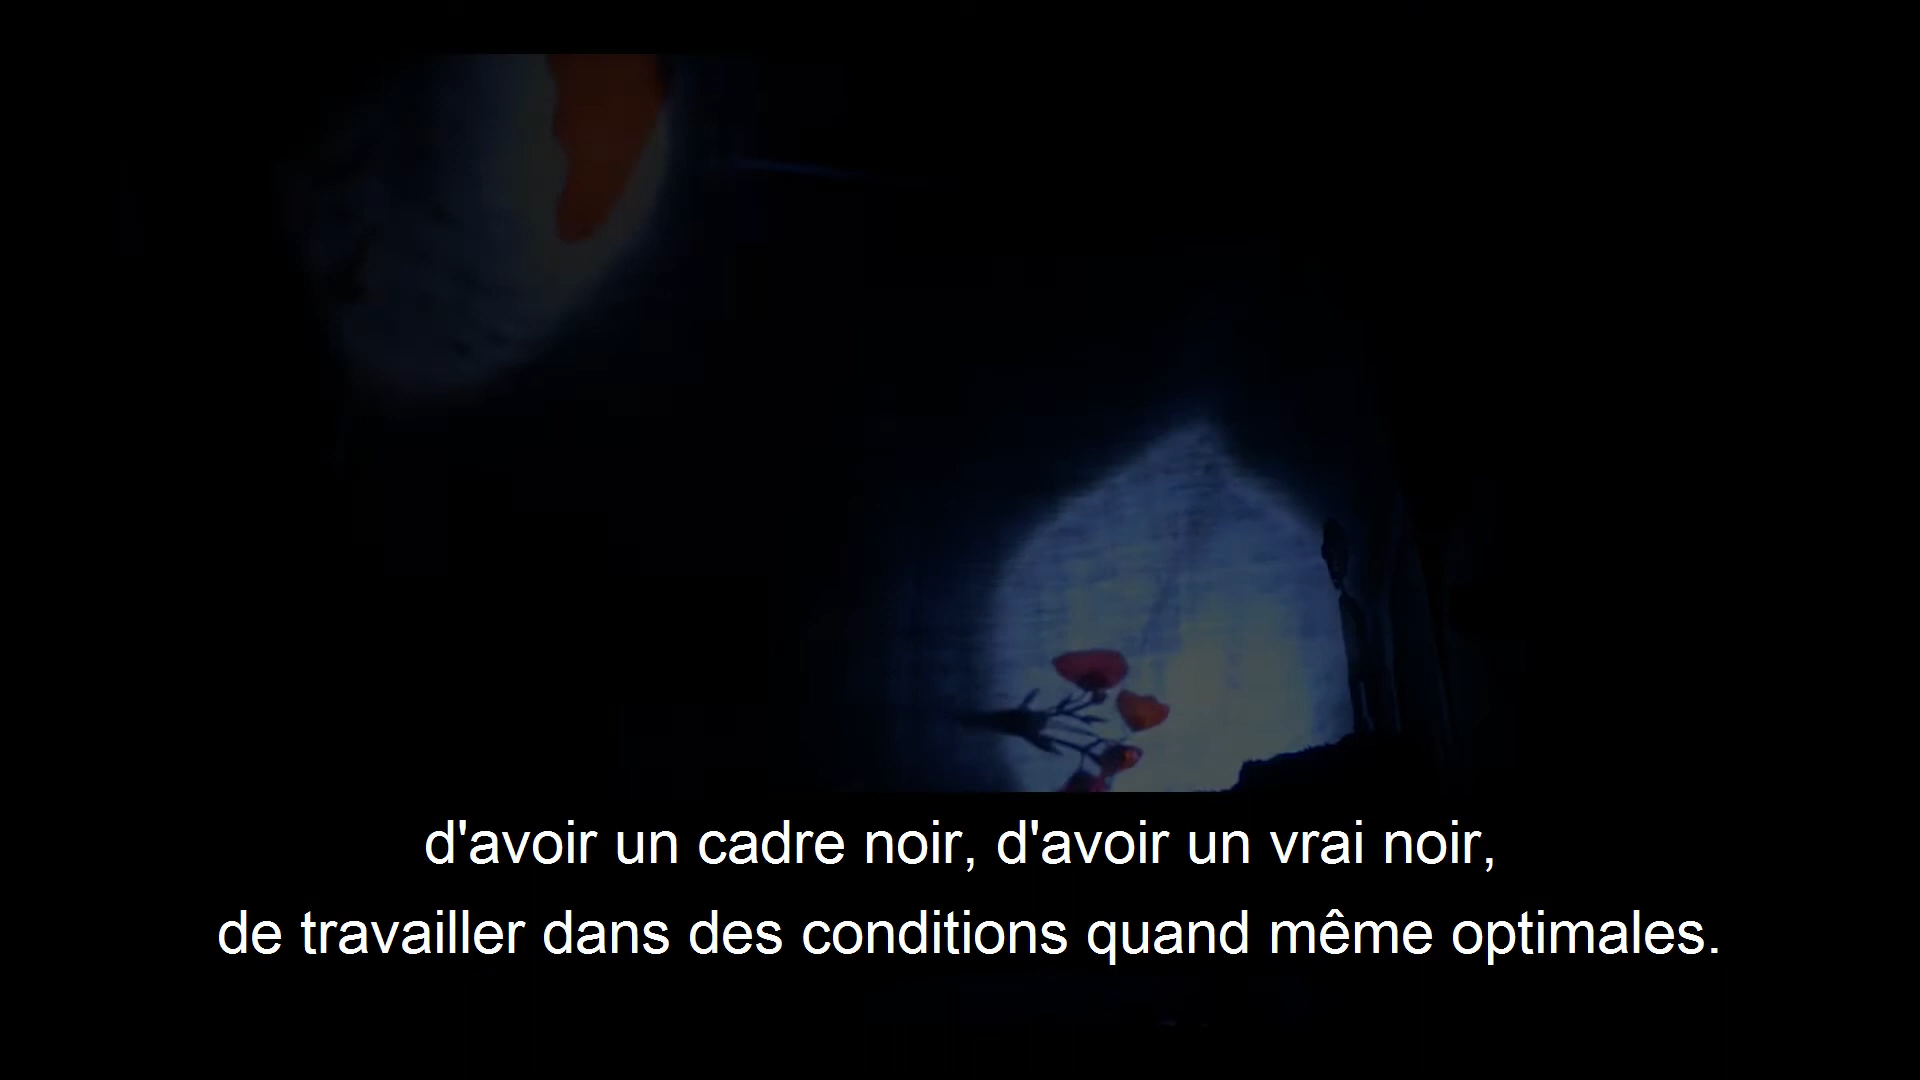 d'avoir un cadre noir, d'avoir un vrai noir,
de travailler dans des conditions quand même optimales.